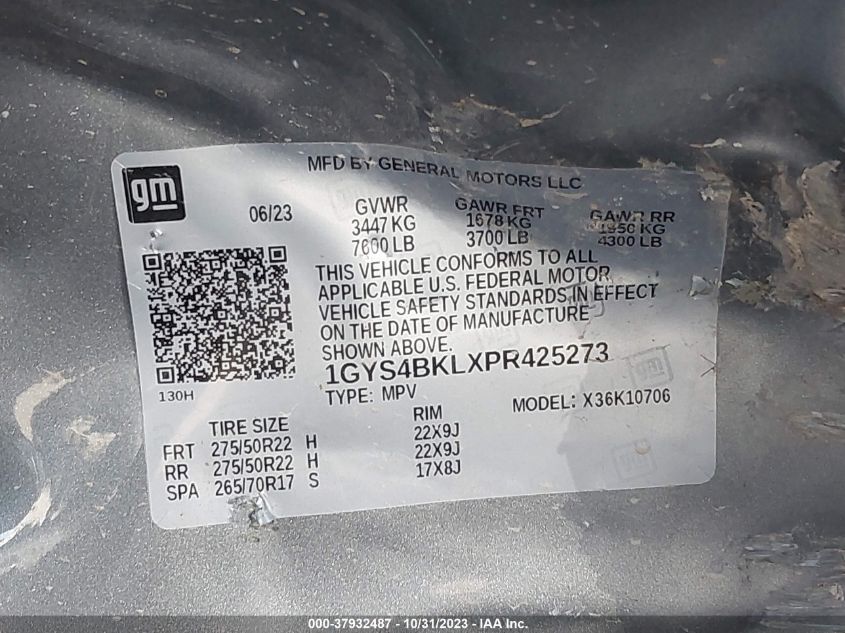 MFD BY GENERAL MOTORS LLC
gm
06/23
GVWR GAWR FRT GAWR RR
3447 KG 1678 KG 1950 KG
7600 LB 3700 LB 4300 LB
THIS VEHICLE CONFORMS TO ALL
APPLICABLE U.S. FEDERAL MOTOR
VEHICLE SAFETY STANDARDS IN EFFECT
ON THE DATE OF MANUFACTURE
SHOWN ABOVE.
1GYS4BKLXPR425273
130H
TYPE: MPV MODEL: X36K10706
TIRE SIZE RIM
FRT 275/50R22 H 22X9J
RR 275/50R22 H 22X9J
SPA 265/70R17 S 17X8J
000-37932487 - 10/31/2023 - IAA Inc.